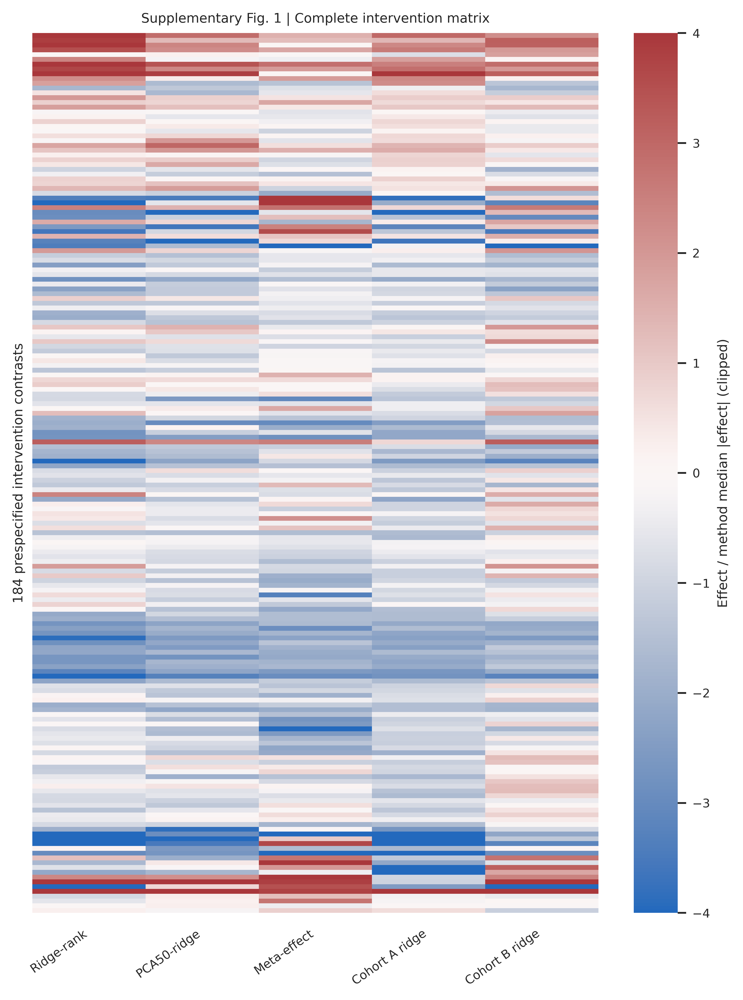 Supplementary Fig. 1 | Complete intervention matrix
184 prespecified intervention contrasts
Ridge-rank
PCA50-ridge
Meta-effect
Cohort A ridge
Cohort B ridge
4
3
2
1
0
−1
−2
−3
−4
Effect / method median |effect| (clipped)